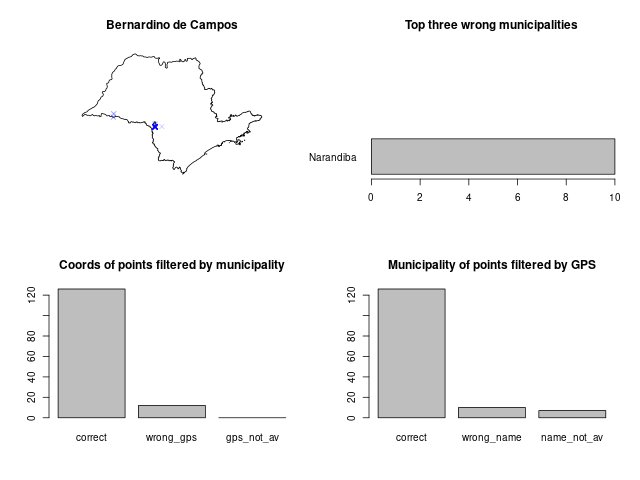 Bernardino de Campos
Top three wrong municipalities
Narandiba
0 2 4 6 8 10
Coords of points filtered by municipality
0 20 40 60 80 120
correct wrong_gps gps_not_av
Municipality of points filtered by GPS
0 20 40 60 80 120
correct wrong_name name_not_av